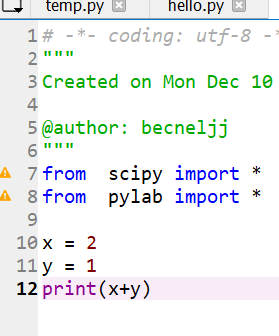 temp.py hello.py
1 # -*- coding: utf-8 -*
2 """
3 Created on Mon Dec 10
4
5 @author: becneljj
6 """
7 from  scipy import *
8 from  pylab import *
9
10 x = 2
11 y = 1
12 print(x+y)